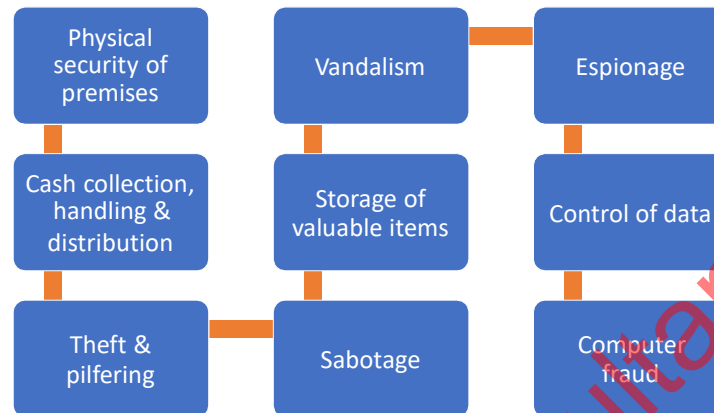 Physical
security of
premises
Cash collection,
handling &
distribution
Theft &
pilfering
Sabotage
Storage of
valuable items
Vandalism
Espionage
Control of data
Computer
fraud